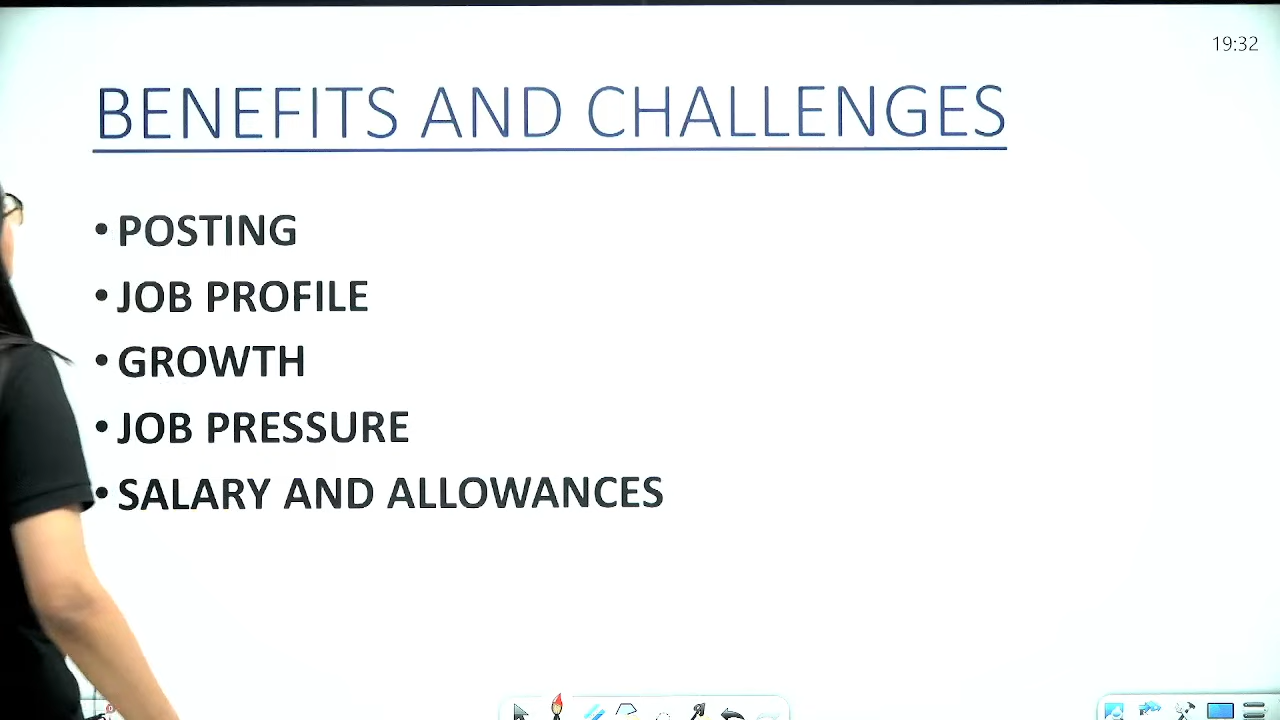 19:32
BENEFITS AND CHALLENGES
• POSTING
• JOB PROFILE
• GROWTH
• JOB PRESSURE
• SALARY AND ALLOWANCES